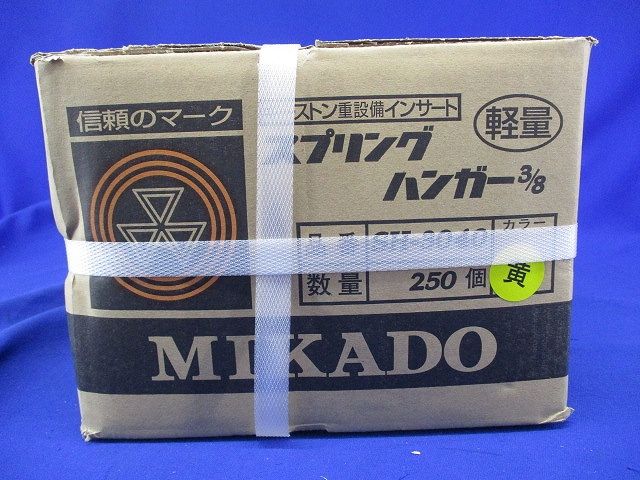 信頼のマーク
ストン重設備インサート
軽量
スプリング
ハンガー3/8
品番
カラー
数量
250個
黄
MIKADO